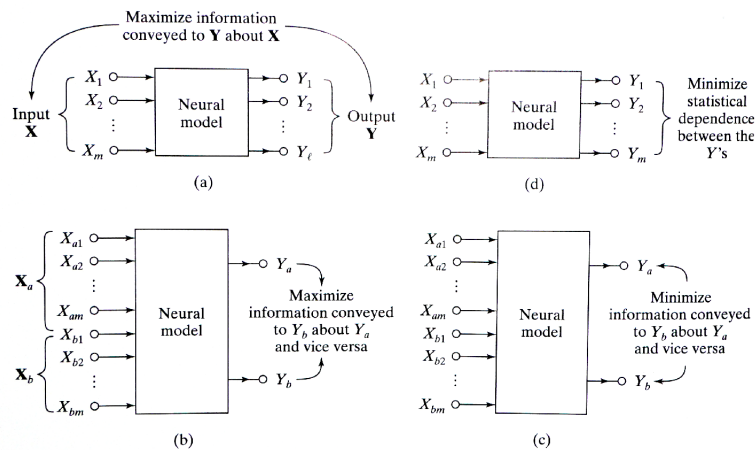 Maximize information
conveyed to Y about X
Input
X
X1
X2
⋮
Xm
Neural
model
Y1
Y2
⋮
Yℓ
Output
Y
(a)
X1
X2
⋮
Xm
Neural
model
Y1
Y2
⋮
Ym
Minimize
statistical
dependence
between the
Y's
(d)
Xa
Xb
Xa1
Xa2
⋮
Xam
Xb1
Xb2
⋮
Xbm
Neural
model
Ya
Maximize
information conveyed
to Yb about Ya
and vice versa
Yb
(b)
Xa1
Xa2
⋮
Xam
Xb1
Xb2
⋮
Xbm
Neural
model
Ya
Minimize
information conveyed
to Yb about Ya
and vice versa
Yb
(c)